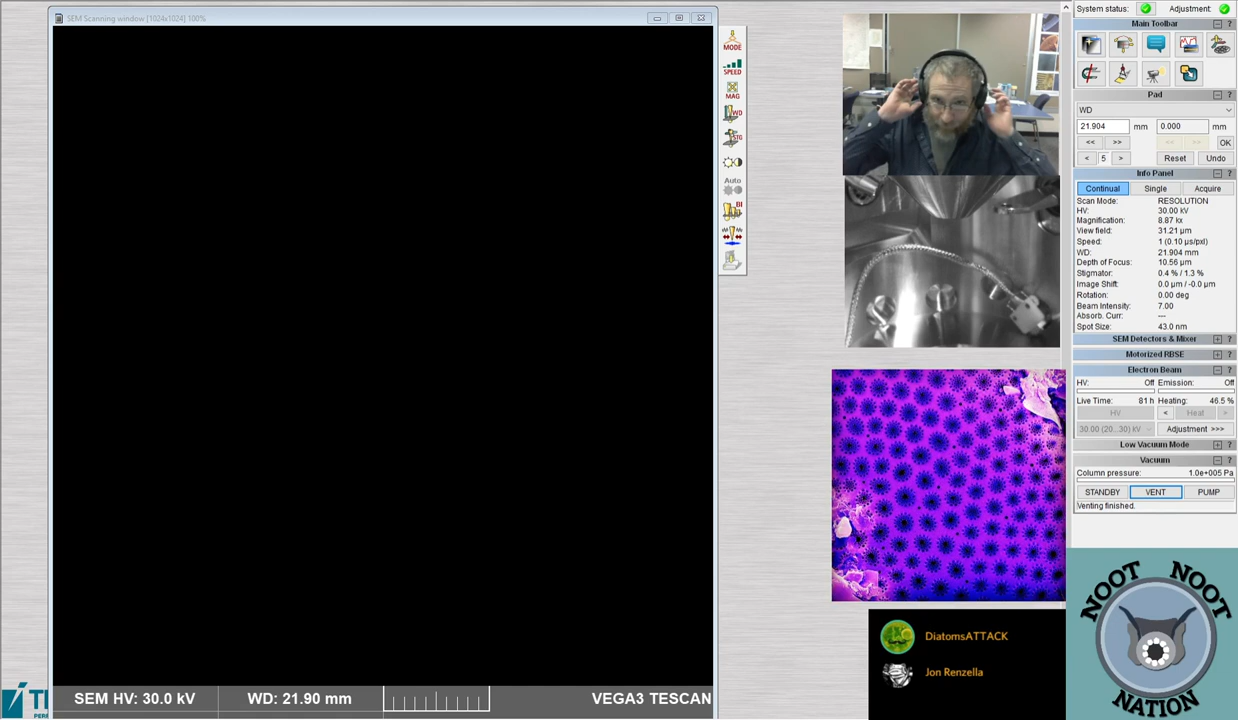 SEM Scanning window [1024x1024] 100%
MODE
SPEED
MAG
WD
STG
Auto
BI
SEM HV: 30.0 kV
WD: 21.90 mm
VEGA3 TESCAN
DiatomsATTACK
Jon Renzella
System status:
Adjustment:
Main Toolbar
Pad
WD
21.904 mm 0.000 mm
<< >> << >> OK
< 5 > Reset Undo
Info Panel
Continual Single Acquire
Scan Mode: RESOLUTION
HV: 30.00 kV
Magnification: 8.87 kx
View field: 31.21 µm
Speed: 1 (0.10 µs/pxl)
WD: 21.904 mm
Depth of Focus: 10.56 µm
Stigmator: 0.4 % / 1.3 %
Image Shift: 0.0 µm / -0.0 µm
Rotation: 0.00 deg
Beam Intensity: 7.00
Absorb. Curr: ---
Spot Size: 43.0 nm
SEM Detectors & Mixer
Motorized RBSE
Electron Beam
HV: Off Emission: Off
Live Time: 81 h Heating: 46.5 %
HV < Heat >
30.00 (20...30) kV Adjustment >>>
Low Vacuum Mode
Vacuum
Column pressure: 1.0e+005 Pa
STANDBY VENT PUMP
Venting finished.
NOOT NOOT
NATION